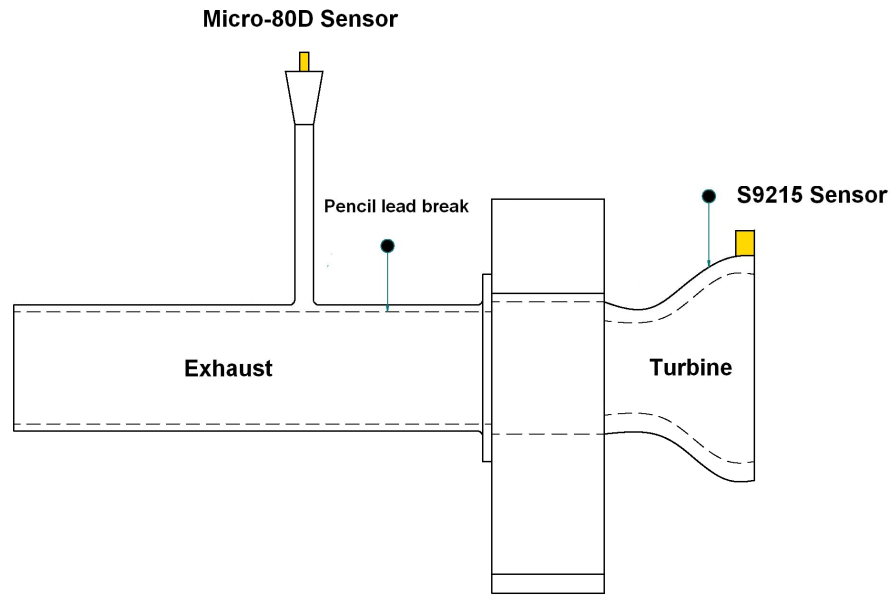 Micro-80D Sensor
Pencil lead break
S9215 Sensor
Exhaust
Turbine